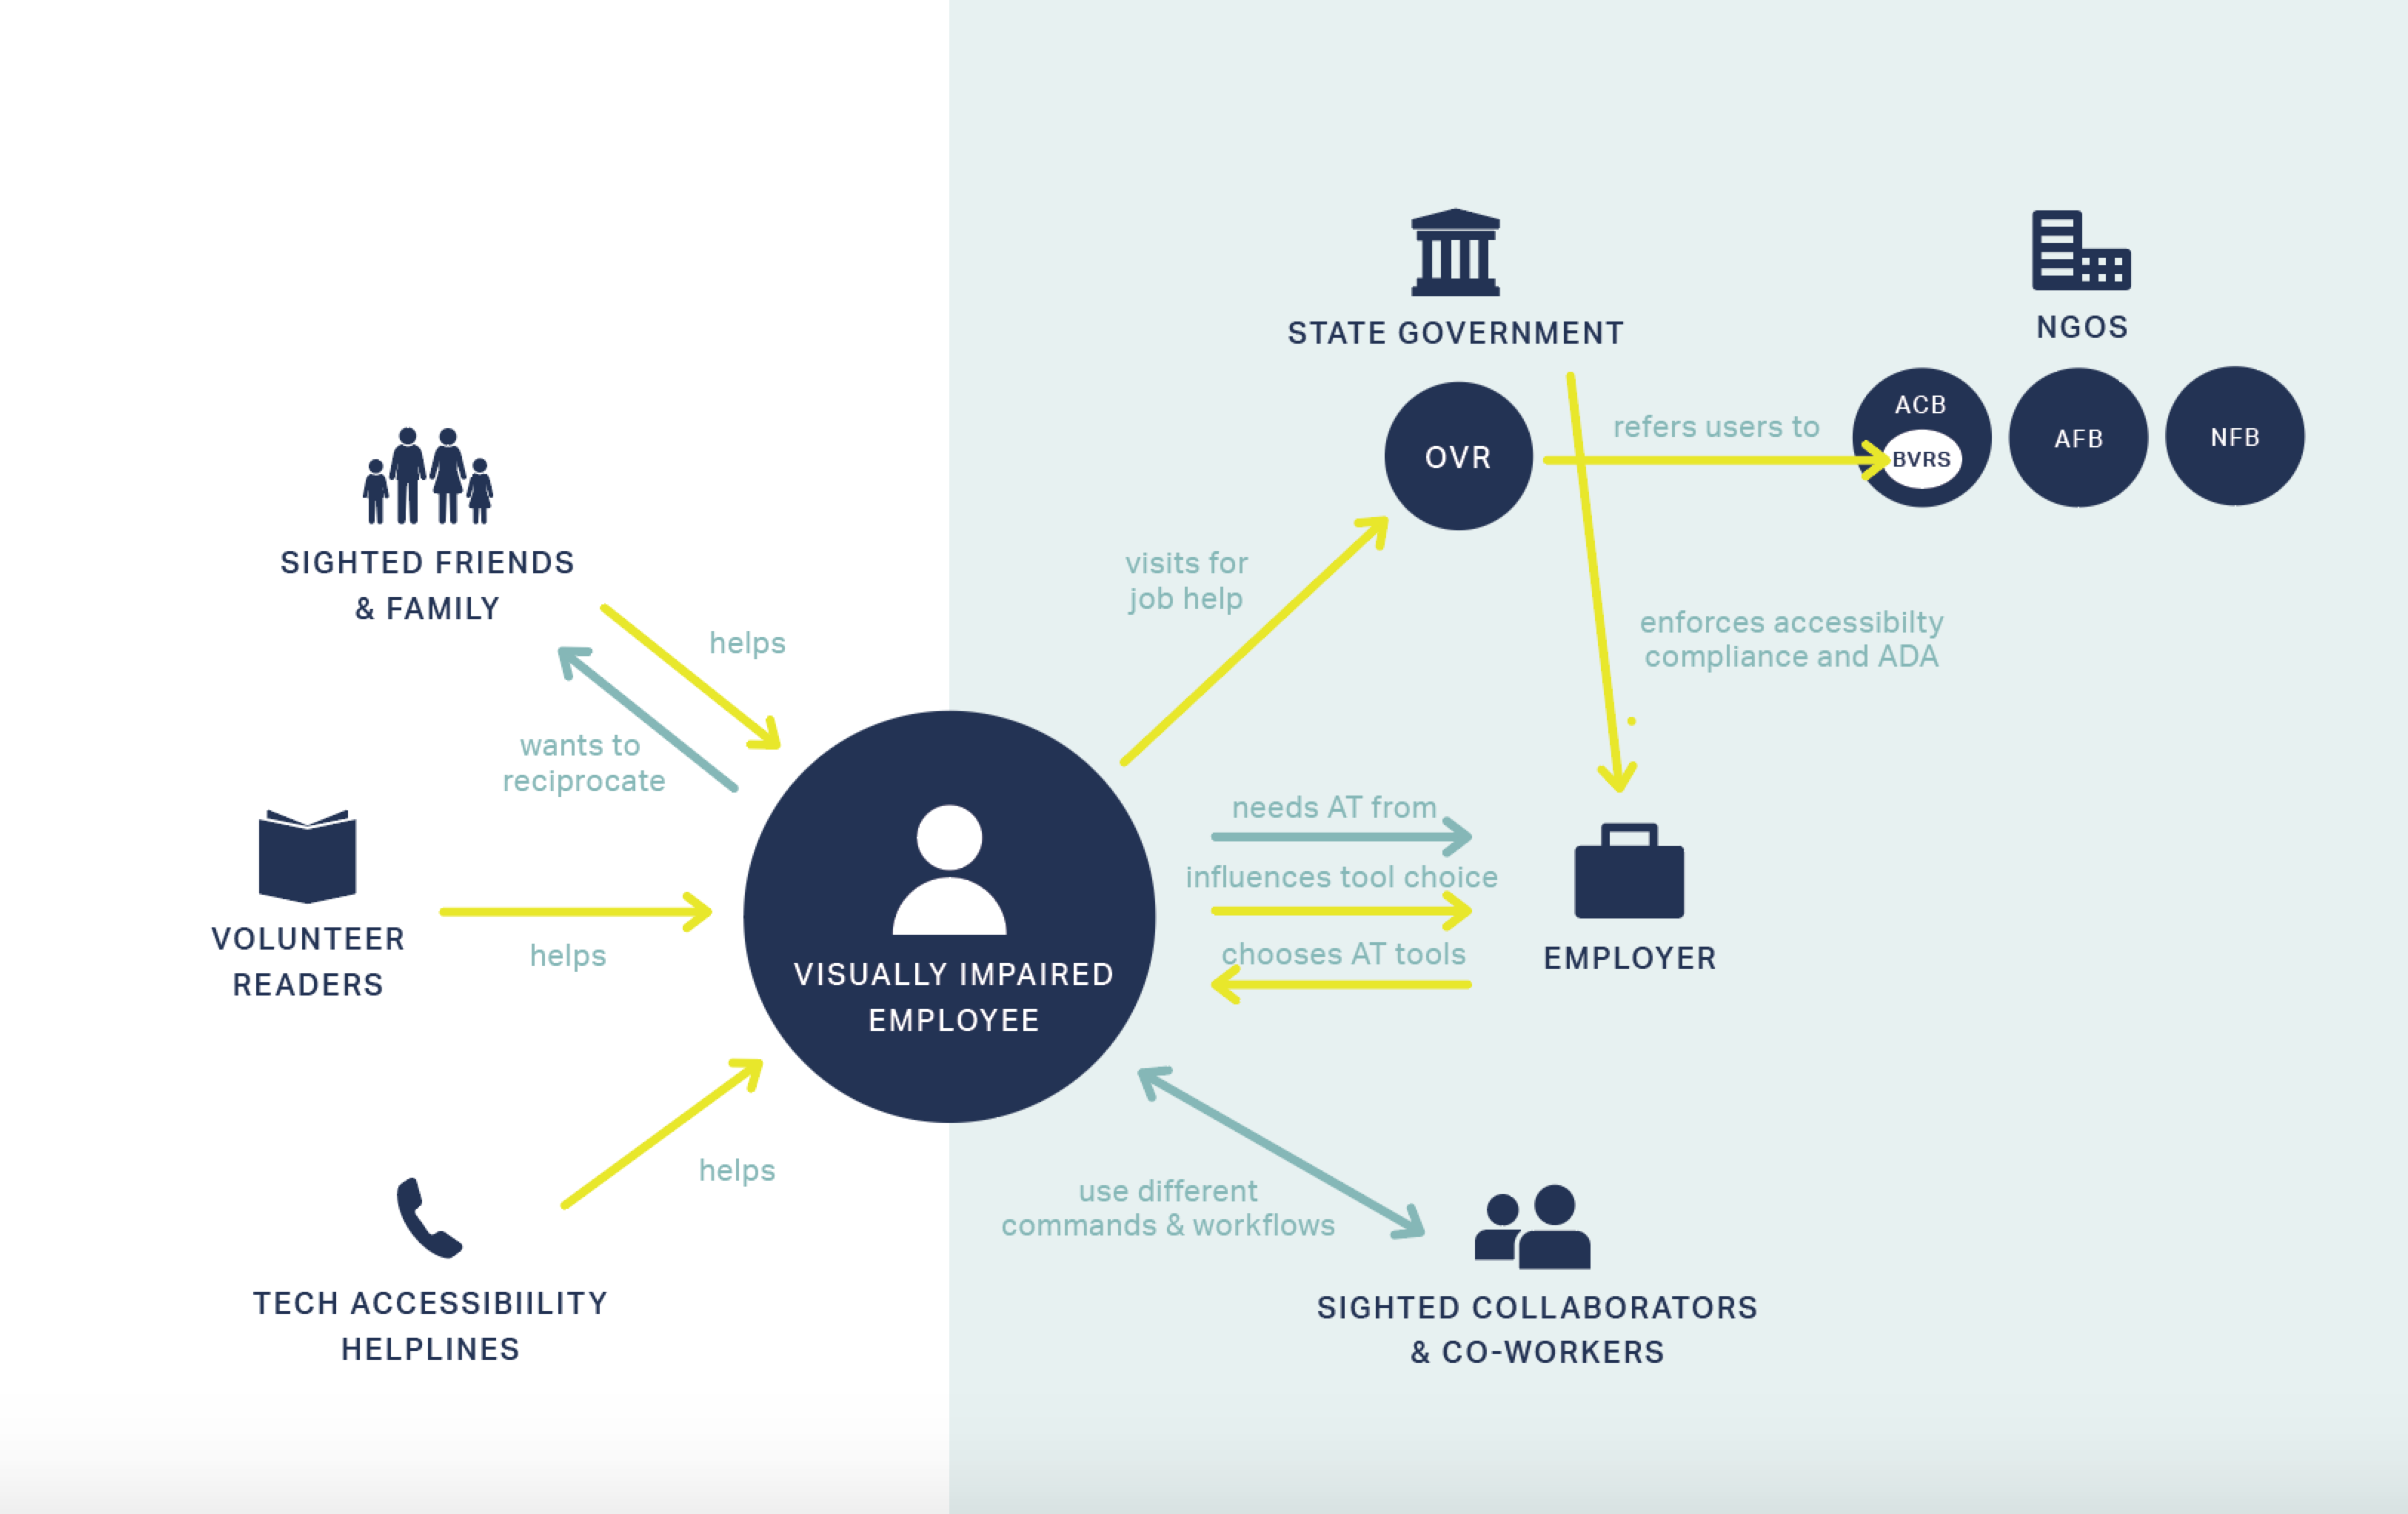 STATE GOVERNMENT
NGOS
OVR
refers users to
ACB
BVRS
AFB
NFB
SIGHTED FRIENDS
& FAMILY
helps
wants to
reciprocate
visits for
job help
enforces accessibilty
compliance and ADA
VOLUNTEER
READERS
helps
VISUALLY IMPAIRED
EMPLOYEE
needs AT from
influences tool choice
chooses AT tools
EMPLOYER
TECH ACCESSIBIILITY
HELPLINES
helps
use different
commands & workflows
SIGHTED COLLABORATORS
& CO-WORKERS